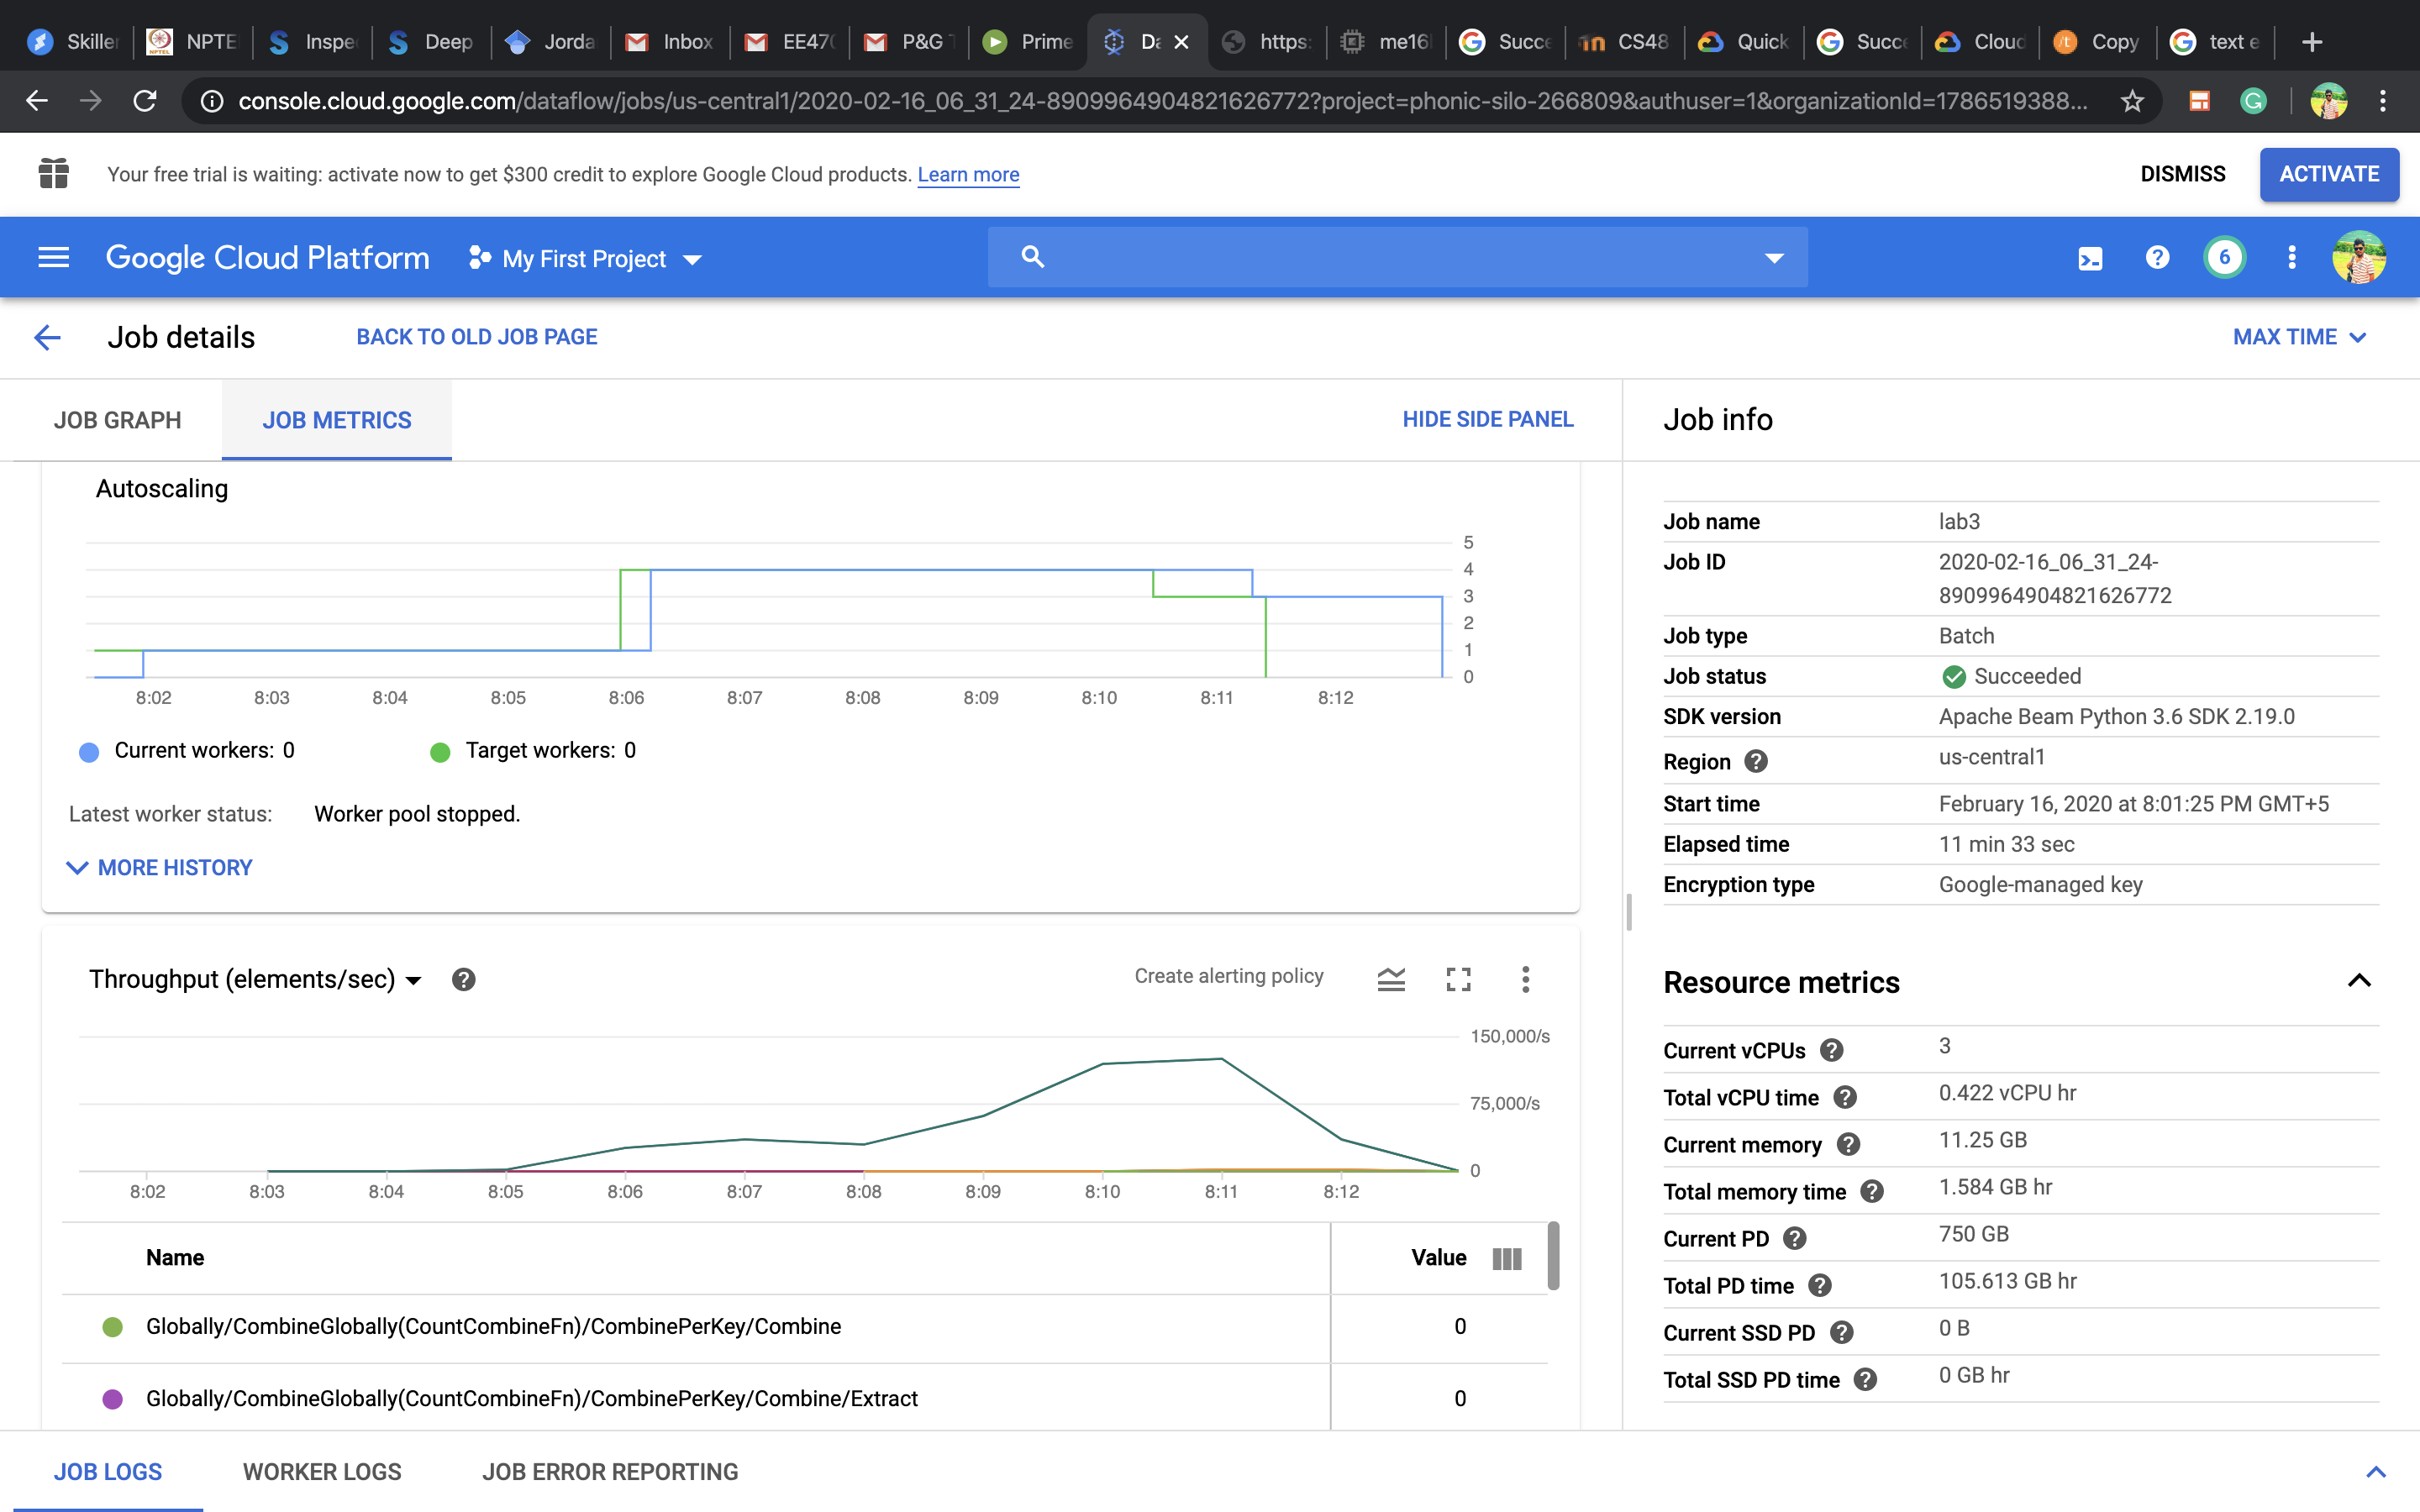 Skiller
NPTE
Inspec
Deep
Jorda
Inbox
EE470
P&G T
Prime
Da
https:
me16
Succe
CS48
Quick
Succe
Cloud
Copy
text e
console.cloud.google.com/dataflow/jobs/us-central1/2020-02-16_06_31_24-8909964904821626772?project=phonic-silo-266809&authuser=1&organizationId=1786519388...
Your free trial is waiting: activate now to get $300 credit to explore Google Cloud products. Learn more
DISMISS
ACTIVATE
Google Cloud Platform
My First Project
6
Job details
BACK TO OLD JOB PAGE
MAX TIME
JOB GRAPH
JOB METRICS
HIDE SIDE PANEL
Autoscaling
5
4
3
2
1
0
8:02 8:03 8:04 8:05 8:06 8:07 8:08 8:09 8:10 8:11 8:12
Current workers: 0
Target workers: 0
Latest worker status: Worker pool stopped.
MORE HISTORY
Throughput (elements/sec)
Create alerting policy
150,000/s
75,000/s
0
8:02 8:03 8:04 8:05 8:06 8:07 8:08 8:09 8:10 8:11 8:12
Name Value
Globally/CombineGlobally(CountCombineFn)/CombinePerKey/Combine 0
Globally/CombineGlobally(CountCombineFn)/CombinePerKey/Combine/Extract 0
Job info
Job name lab3
Job ID 2020-02-16_06_31_24-
8909964904821626772
Job type Batch
Job status Succeeded
SDK version Apache Beam Python 3.6 SDK 2.19.0
Region us-central1
Start time February 16, 2020 at 8:01:25 PM GMT+5
Elapsed time 11 min 33 sec
Encryption type Google-managed key
Resource metrics
Current vCPUs 3
Total vCPU time 0.422 vCPU hr
Current memory 11.25 GB
Total memory time 1.584 GB hr
Current PD 750 GB
Total PD time 105.613 GB hr
Current SSD PD 0 B
Total SSD PD time 0 GB hr
JOB LOGS
WORKER LOGS
JOB ERROR REPORTING